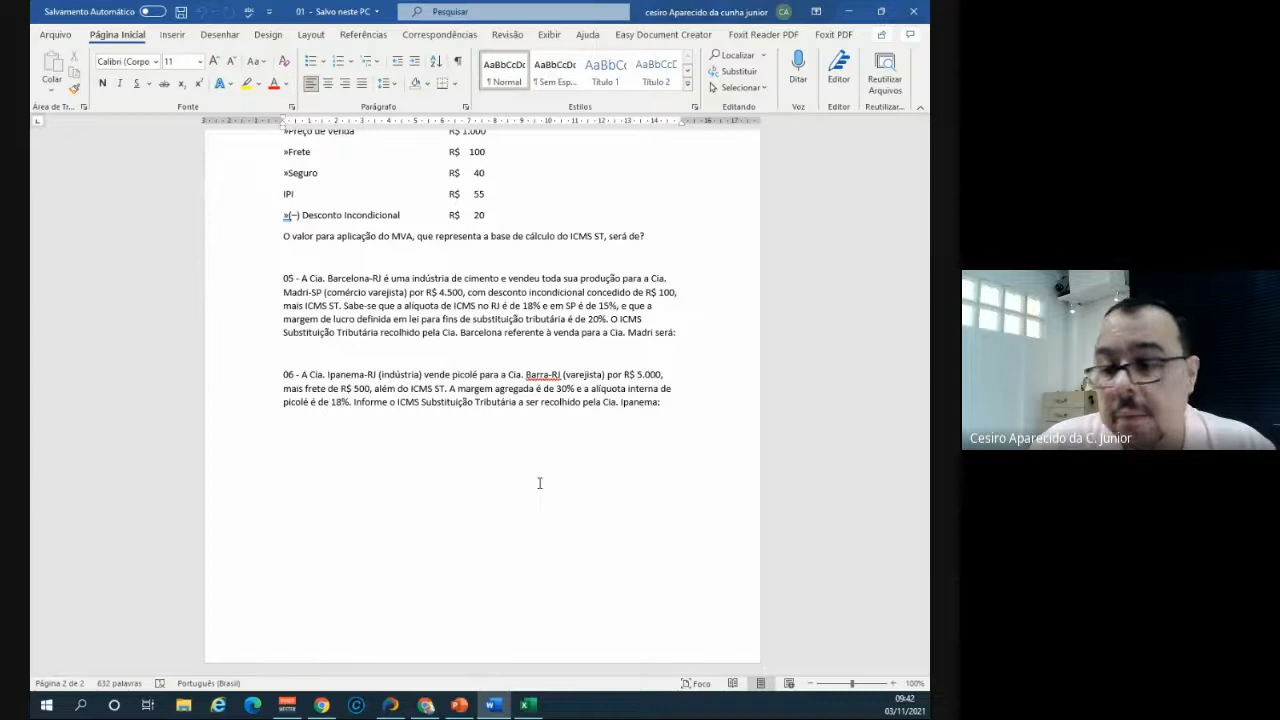 Salvamento Automático
01 - Salvo neste PC
Pesquisar
cesiro Aparecido da cunha junior
CA
Arquivo
Página Inicial
Inserir
Desenhar
Design
Layout
Referências
Correspondências
Revisão
Exibir
Ajuda
Easy Document Creator
Foxit Reader PDF
Foxit PDF
Colar
Calibri (Corpo
11
N I S ab x₂ x²
AaBbCcDc
AaBbCcDc
AaBbCc
AaBbCcD
¶ Normal
¶ Sem Esp...
Título 1
Título 2
Localizar
Substituir
Selecionar
Ditar
Editor
Reutilizar
Arquivos
Área de Tr...
Fonte
Parágrafo
Estilos
Editando
Voz
Editor
Reutilizar...
»Preço de Venda R$ 1.000
»Frete R$ 100
»Seguro R$ 40
IPI R$ 55
»(–) Desconto Incondicional R$ 20
O valor para aplicação do MVA, que representa a base de cálculo do ICMS ST, será de?
05 - A Cia. Barcelona-RJ é uma indústria de cimento e vendeu toda sua produção para a Cia.
Madri-SP (comércio varejista) por R$ 4.500, com desconto incondicional concedido de R$ 100,
mais ICMS ST. Sabe-se que a alíquota de ICMS no RJ é de 18% e em SP é de 15%, e que a
margem de lucro definida em lei para fins de substituição tributária é de 20%. O ICMS
Substituição Tributária recolhido pela Cia. Barcelona referente à venda para a Cia. Madri será:
06 - A Cia. Ipanema-RJ (indústria) vende picolé para a Cia. Barra-RJ (varejista) por R$ 5.000,
mais frete de R$ 500, além do ICMS ST. A margem agregada é de 30% e a alíquota interna de
picolé é de 18%. Informe o ICMS Substituição Tributária a ser recolhido pela Cia. Ipanema:
Cesiro Aparecido da C. Junior
Página 2 de 2
632 palavras
Português (Brasil)
Foco
100%
09:42
03/11/2021